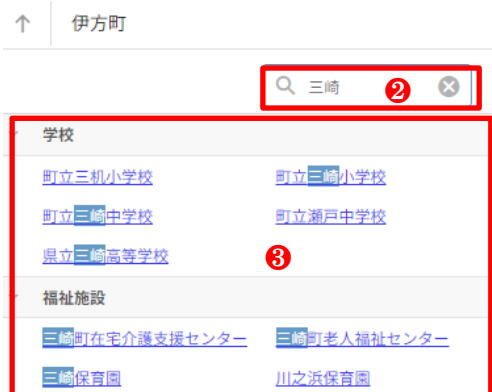 ↑ 伊方町
三崎 ❷
学校
町立三机小学校 町立三崎小学校
町立三崎中学校 町立瀬戸中学校
県立三崎高等学校 ❸
福祉施設
三崎町在宅介護支援センター 三崎町老人福祉センター
三崎保育園 川之浜保育園